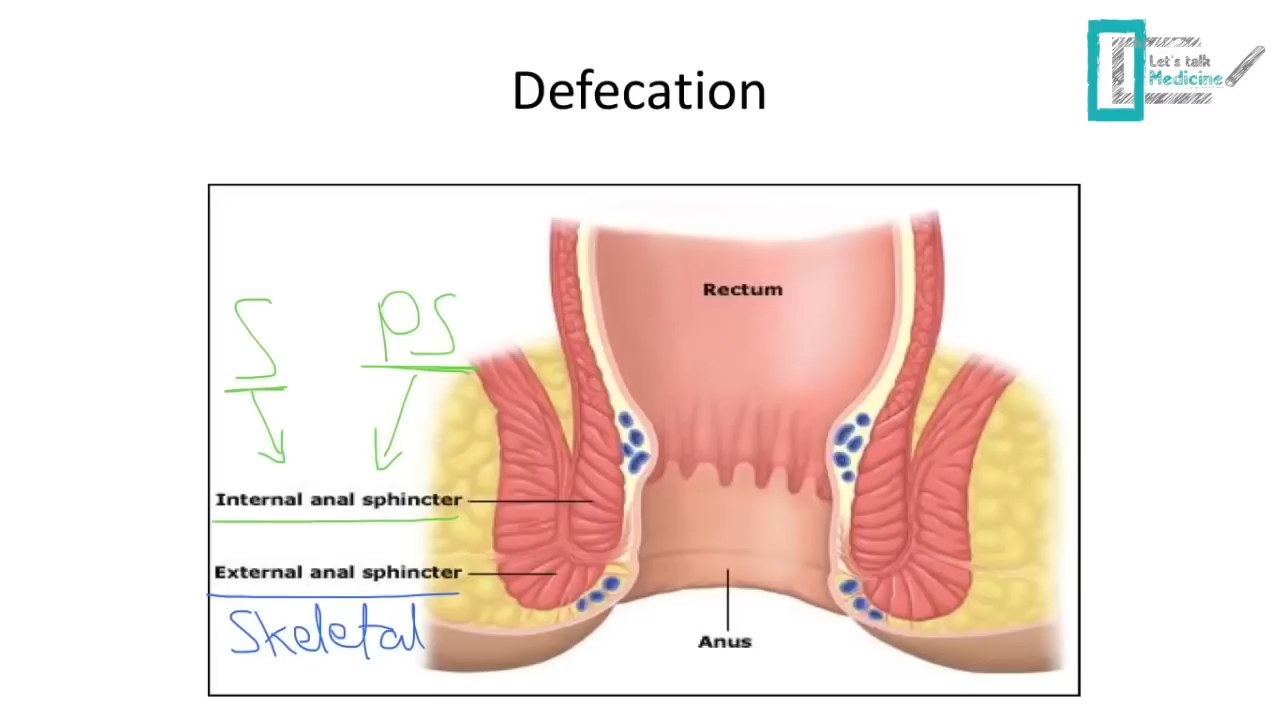 Defecation
Let's talk
Medicine
Rectum
S PS
Internal anal sphincter
External anal sphincter
Skeletal
Anus